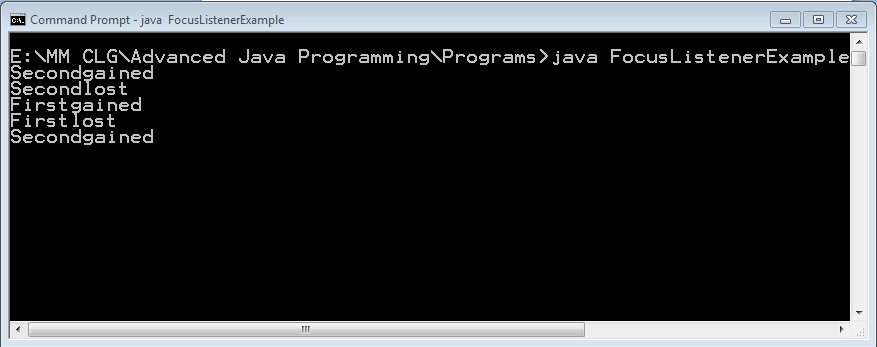 Command Prompt - java  FocusListenerExample
E:\MM CLG\Advanced Java Programming\Programs>java FocusListenerExample
Secondgained
Secondlost
Firstgained
Firstlost
Secondgained